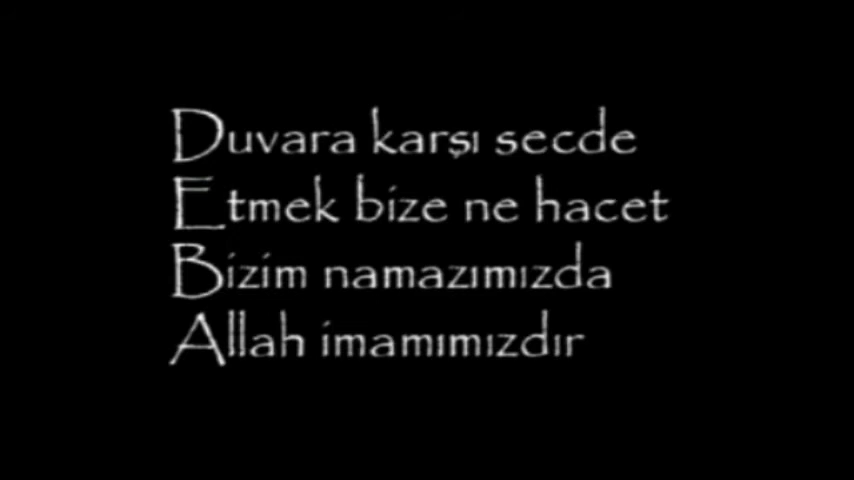 Duvara karşı secde
Etmek bize ne hacet
Bizim namazımızda
Allah imamımızdır